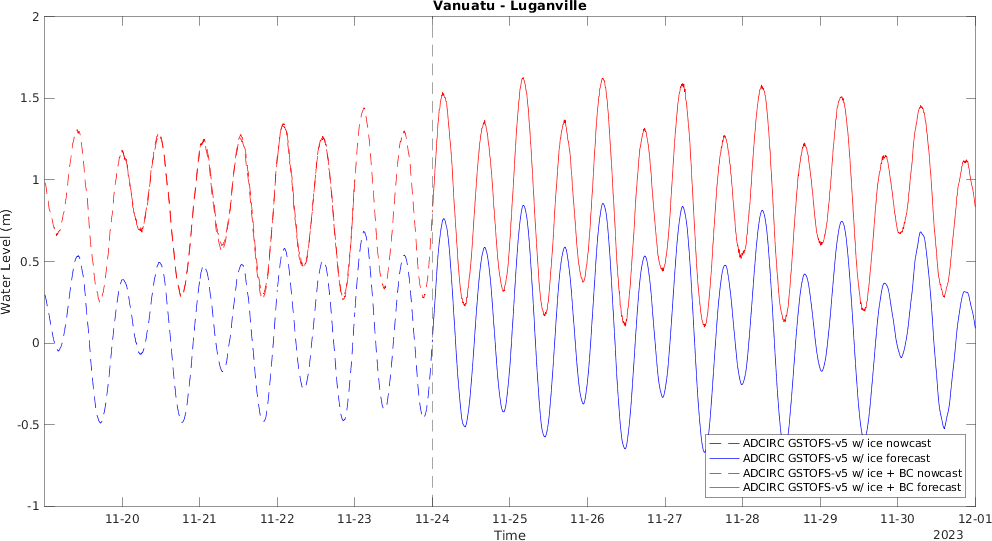 Vanuatu - Luganville
Water Level (m)
2
1.5
1
0.5
0
-0.5
-1
ADCIRC GSTOFS-v5 w/ ice nowcast
ADCIRC GSTOFS-v5 w/ ice forecast
ADCIRC GSTOFS-v5 w/ ice + BC nowcast
ADCIRC GSTOFS-v5 w/ ice + BC forecast
11-20 11-21 11-22 11-23 11-24 11-25 11-26 11-27 11-28 11-29 11-30 12-01
Time
2023